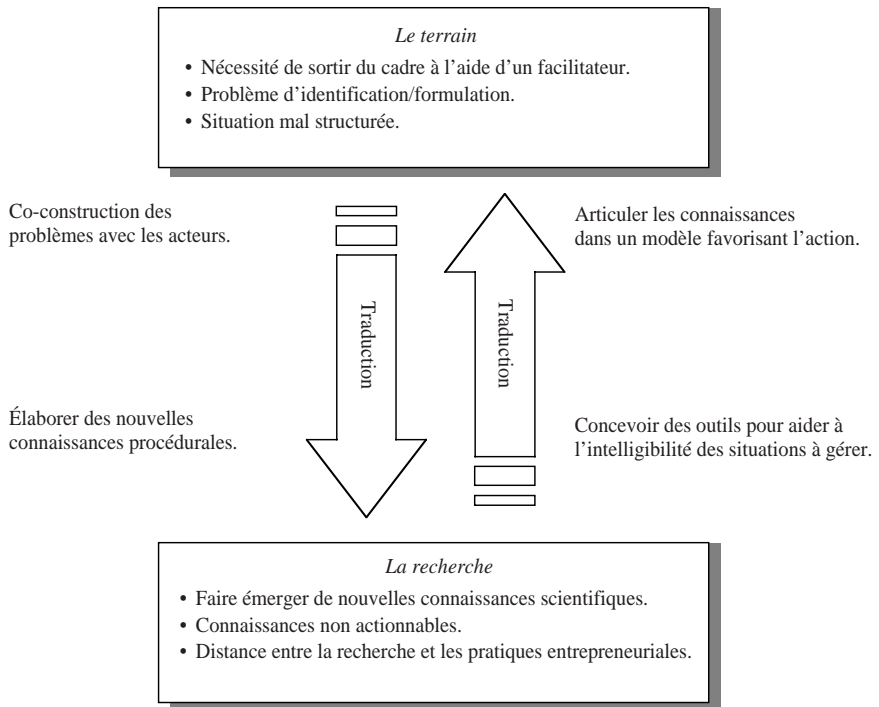 Le terrain
• Nécessité de sortir du cadre à l’aide d’un facilitateur.
• Problème d’identification/formulation.
• Situation mal structurée.
Co-construction des
problèmes avec les acteurs.
Articuler les connaissances
dans un modèle favorisant l’action.
Traduction
Traduction
Élaborer des nouvelles
connaissances procédurales.
Concevoir des outils pour aider à
l’intelligibilité des situations à gérer.
La recherche
• Faire émerger de nouvelles connaissances scientifiques.
• Connaissances non actionnables.
• Distance entre la recherche et les pratiques entrepreneuriales.